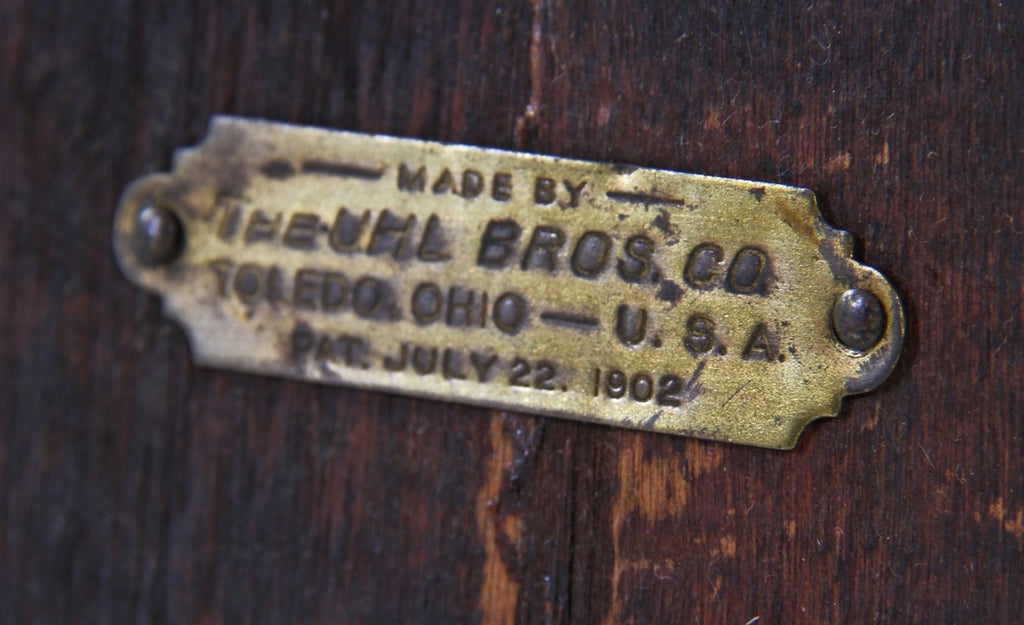 — MADE BY —
THE UHL BROS. CO.
TOLEDO, OHIO — U. S. A.
PAT. JULY 22. 1902